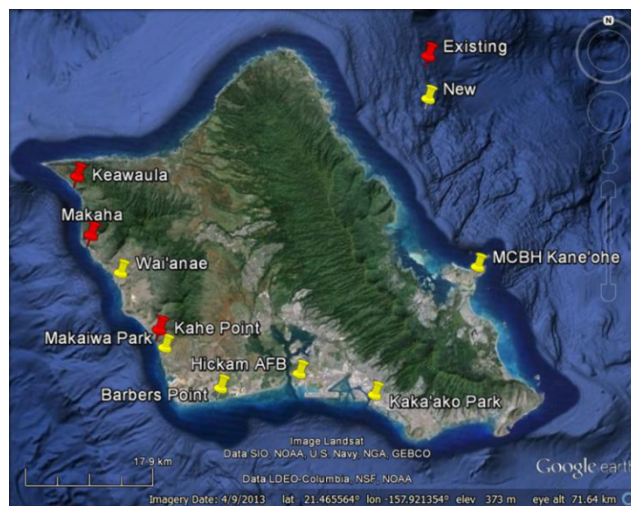 N
Existing
New
Keawaula
Makaha
Wai'anae
MCBH Kane'ohe
Kahe Point
Makaiwa Park
Hickam AFB
Barbers Point
Kaka'ako Park
Image Landsat
Data SIO, NOAA, U.S. Navy, NGA, GEBCO
17.9 km
Data LDEO-Columbia, NSF, NOAA
Google earth
Imagery Date: 4/9/2013 lat 21.465564° lon -157.921354° elev 373 m eye alt 71.64 km